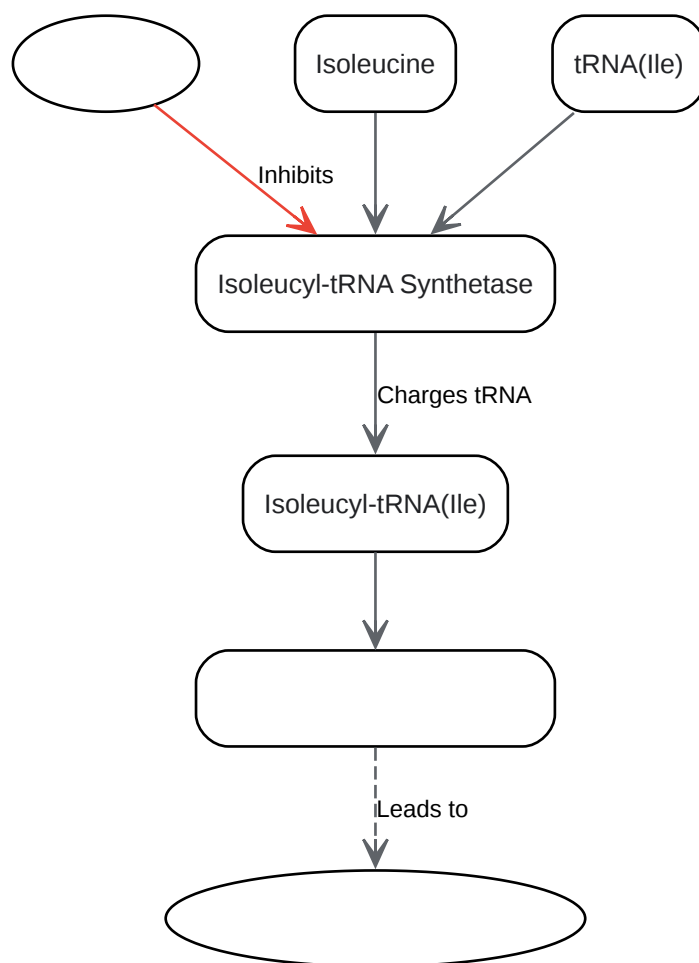 Isoleucine
tRNA(Ile)
Inhibits
Isoleucyl-tRNA Synthetase
Charges tRNA
Isoleucyl-tRNA(Ile)
Leads to